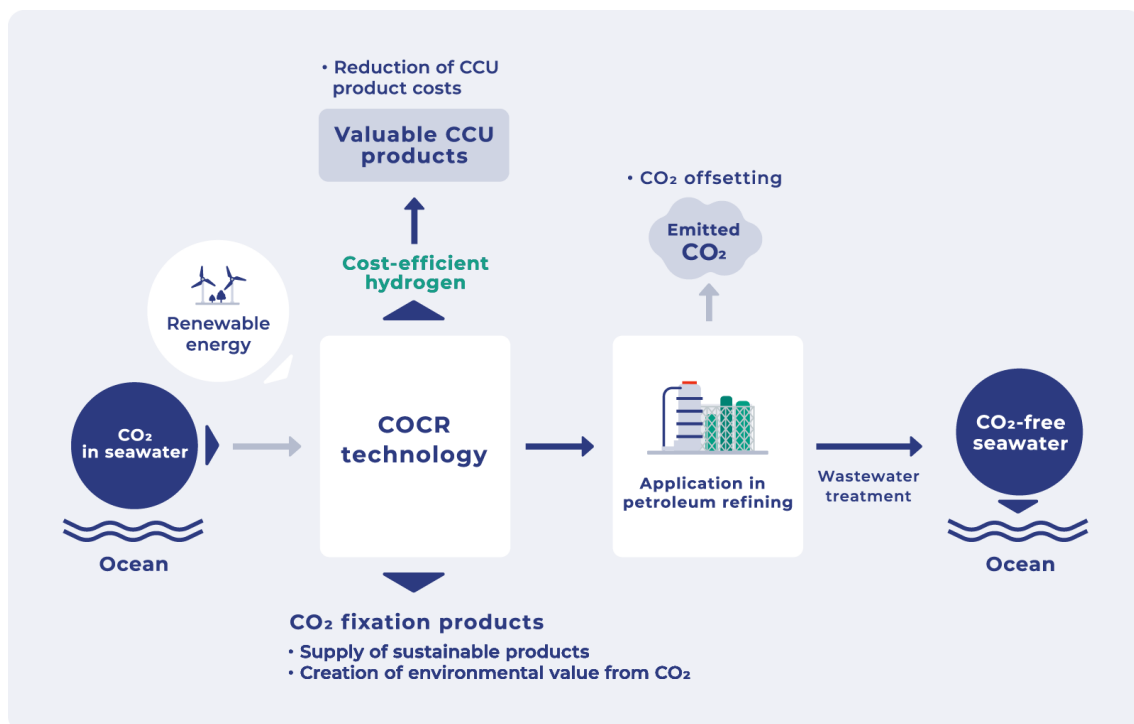 • Reduction of CCU
product costs
Valuable CCU
products
Cost-efficient
hydrogen
• CO₂ offsetting
Emitted
CO₂
Renewable
energy
CO₂
in seawater
Ocean
COCR
technology
Application in
petroleum refining
Wastewater
treatment
CO₂-free
seawater
Ocean
CO₂ fixation products
• Supply of sustainable products
• Creation of environmental value from CO₂